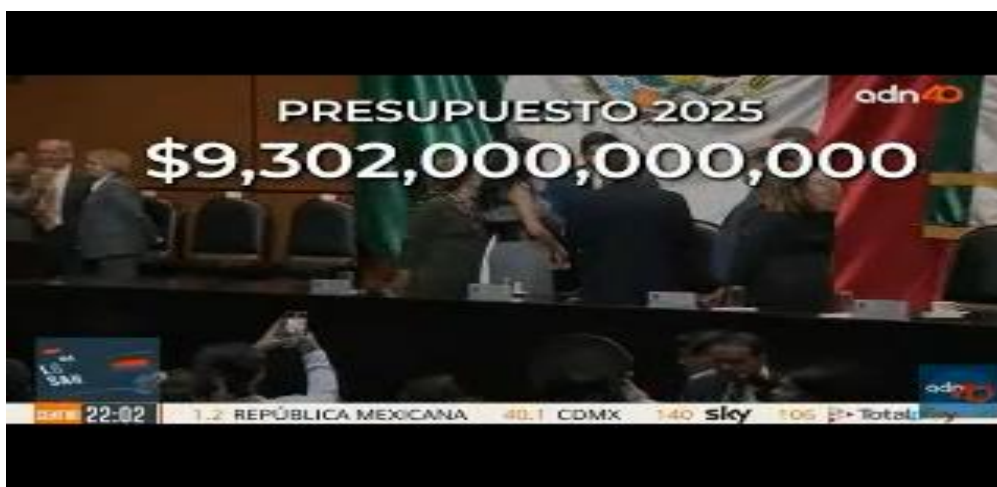 PRESUPUESTO 2025
adn40
$9,302,000,000,000
22:02 1.2 REPÚBLICA MEXICANA 40.1 CDMX 140 sky 106 Total